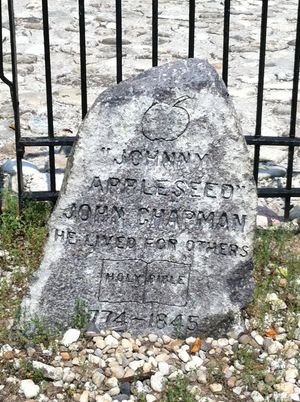 "JOHNNY
APPLESEED"
JOHN CHAPMAN
HE LIVED FOR OTHERS
HOLY BIBLE
1774-1845